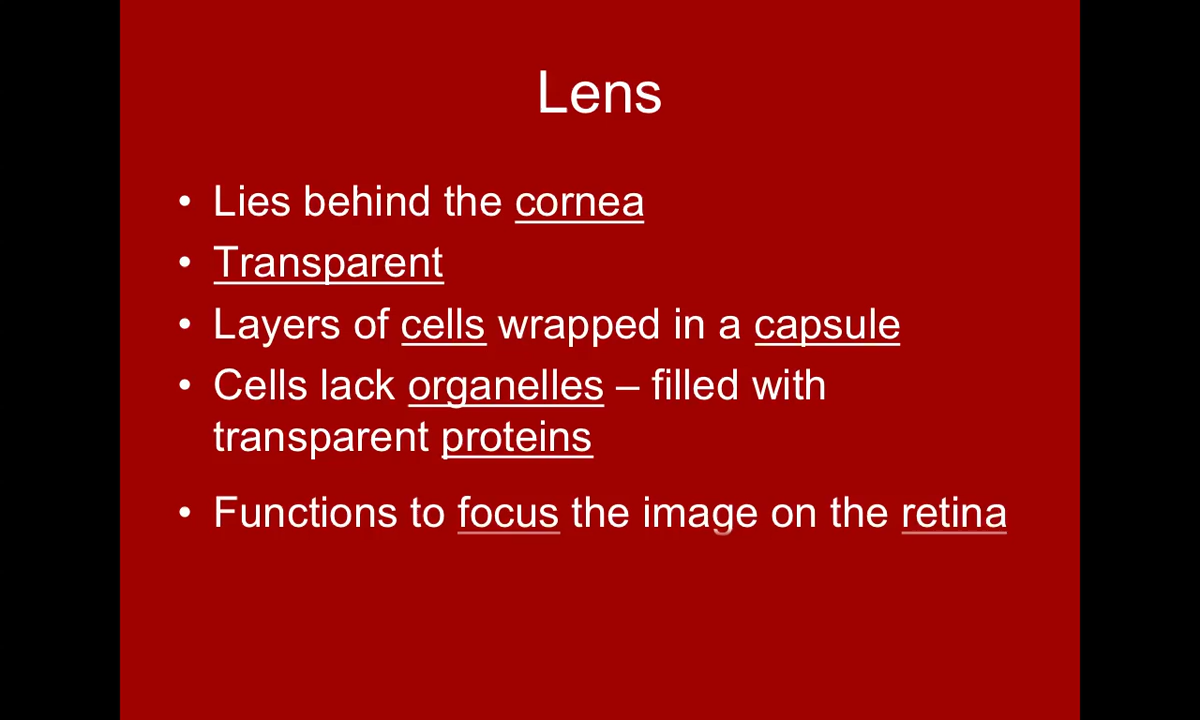 Lens
• Lies behind the cornea
• Transparent
• Layers of cells wrapped in a capsule
• Cells lack organelles – filled with
transparent proteins
• Functions to focus the image on the retina